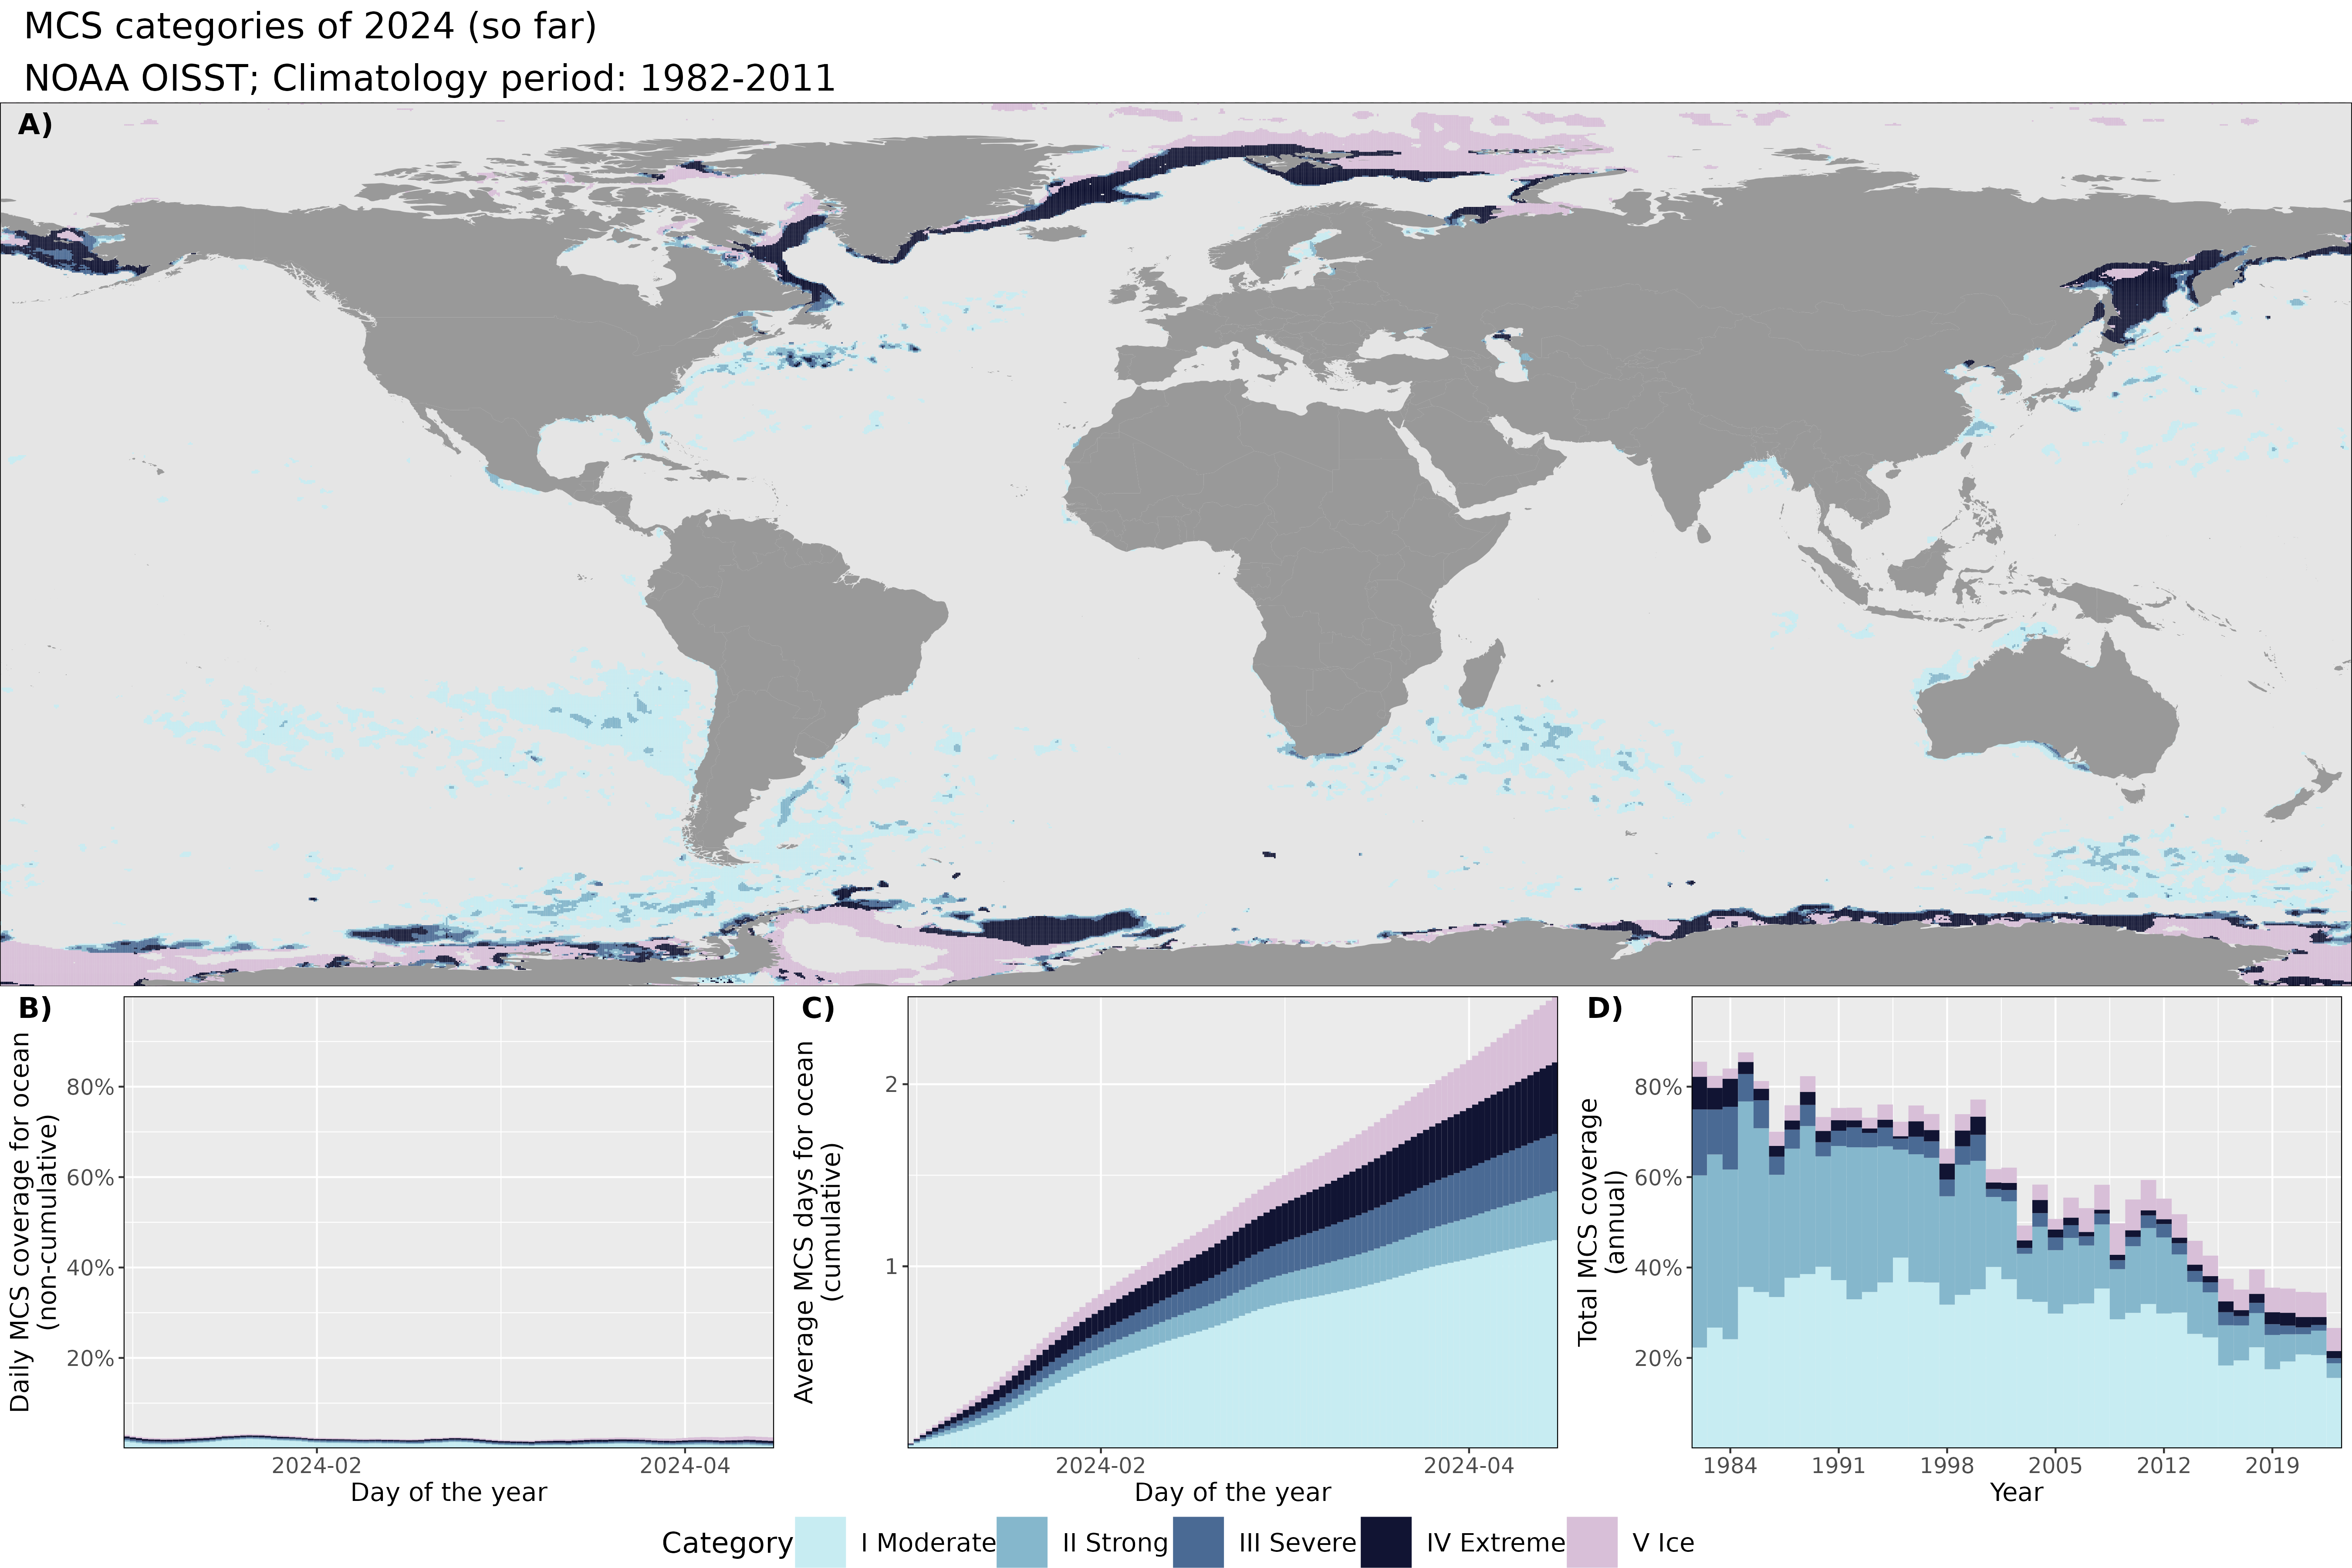 MCS categories of 2024 (so far)
NOAA OISST; Climatology period: 1982-2011
A)
B)
Daily MCS coverage for ocean
(non-cumulative)
80%
60%
40%
20%
2024-02
2024-04
Day of the year
C)
Average MCS days for ocean
(cumulative)
2
1
2024-02
2024-04
Day of the year
D)
Total MCS coverage
(annual)
80%
60%
40%
20%
1984
1991
1998
2005
2012
2019
Year
Category
I Moderate
II Strong
III Severe
IV Extreme
V Ice